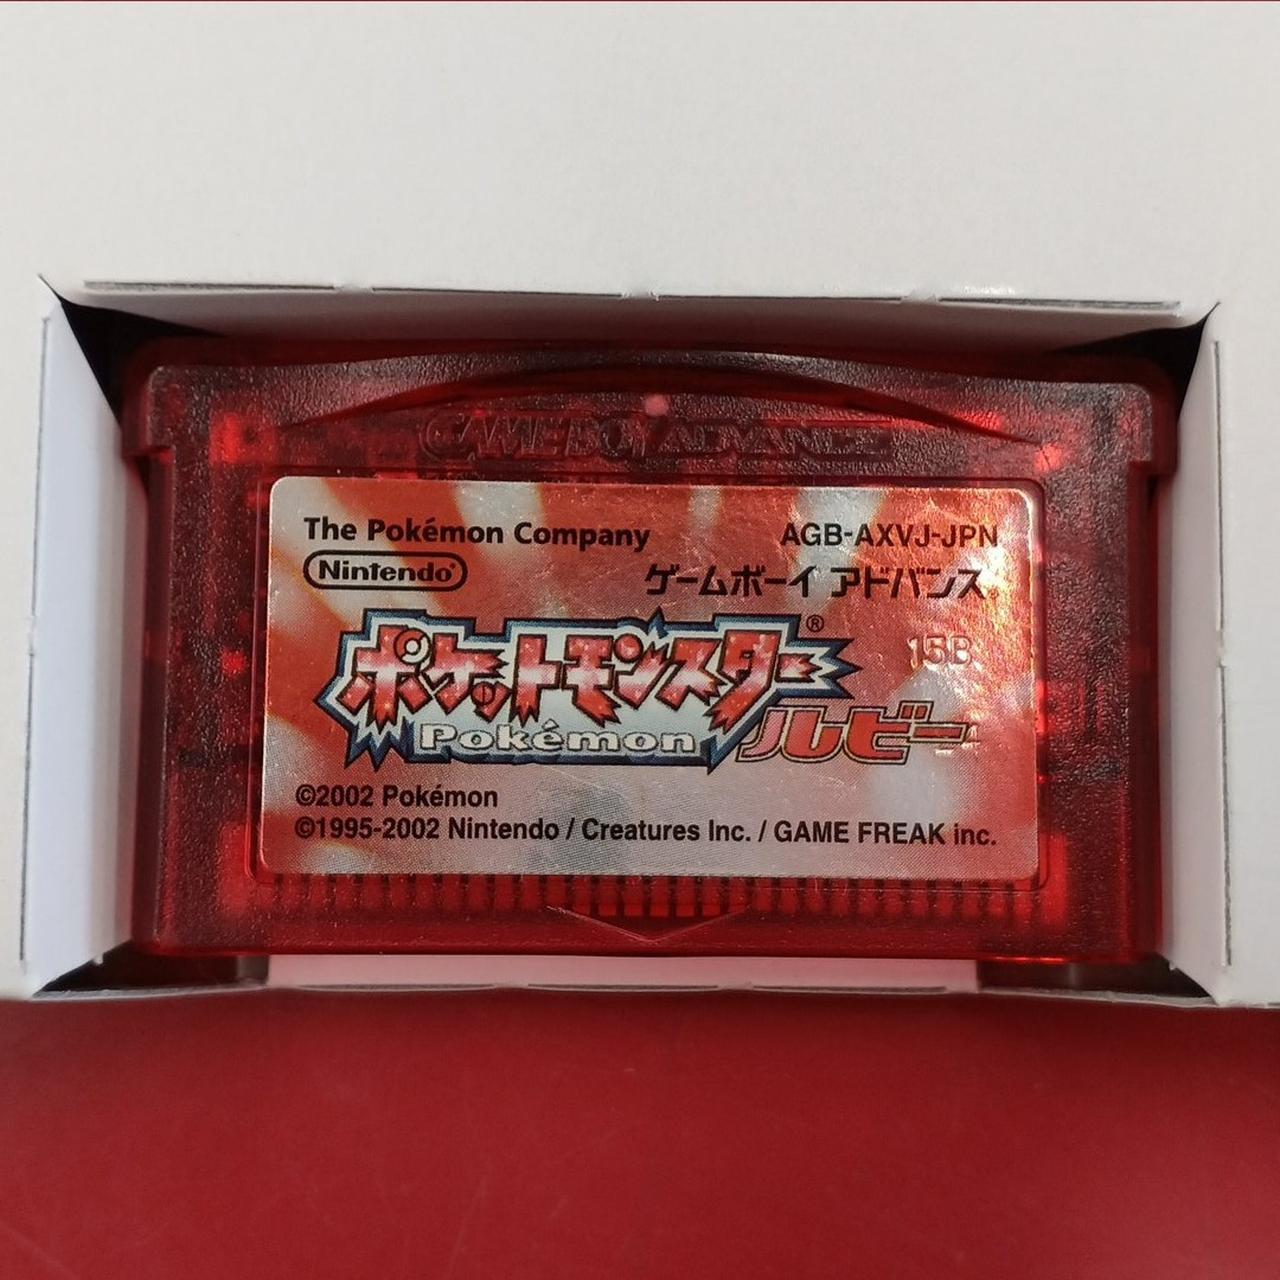 GAME BOY ADVANCE
The Pokémon Company
AGB-AXVJ-JPN
Nintendo®
ゲームボーイ アドバンス®
ポケットモンスター®
15B
Pokémon
ルビー
©2002 Pokémon
©1995-2002 Nintendo / Creatures Inc. / GAME FREAK inc.